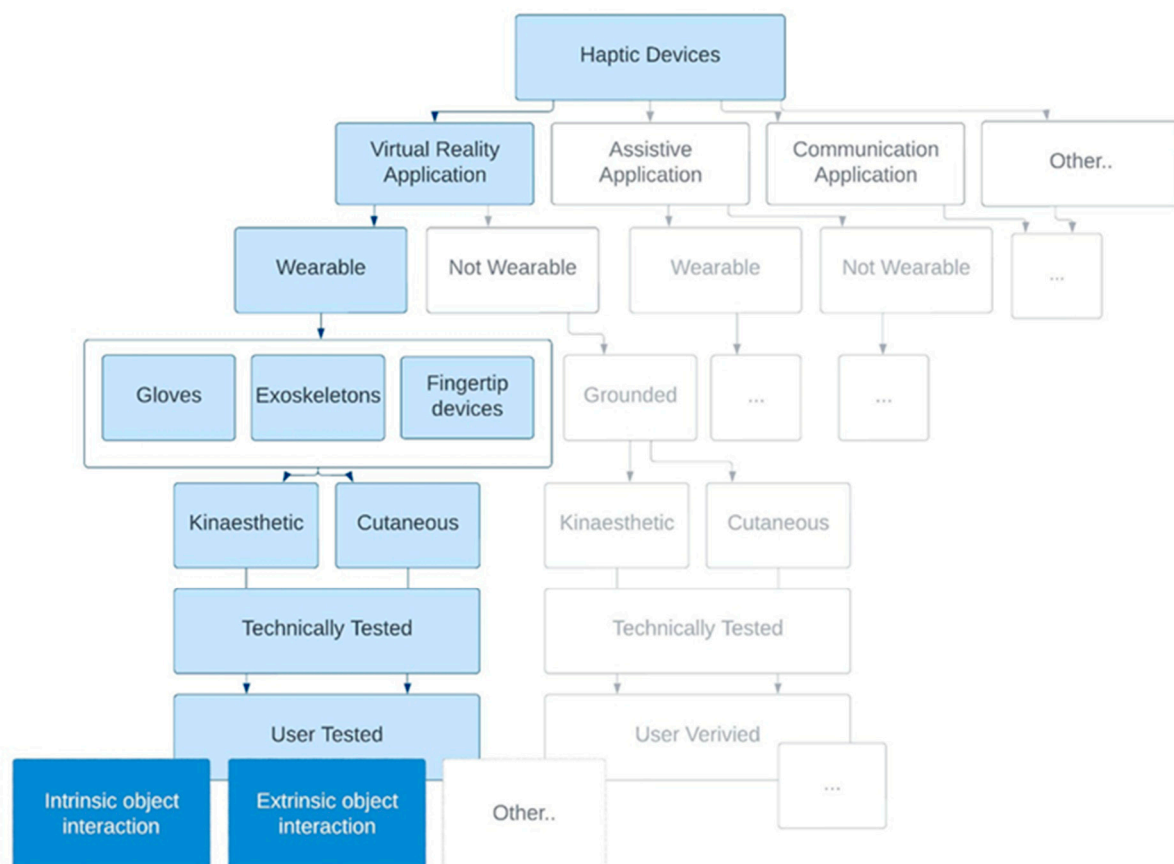 Haptic Devices
Virtual Reality
Application
Assistive
Application
Communication
Application
Other..
Wearable
Not Wearable
Wearable
Not Wearable
...
Gloves
Exoskeletons
Fingertip
devices
Grounded
...
...
Kinaesthetic
Cutaneous
Kinaesthetic
Cutaneous
Technically Tested
Technically Tested
User Tested
User Verivied
...
Intrinsic object
interaction
Extrinsic object
interaction
Other..